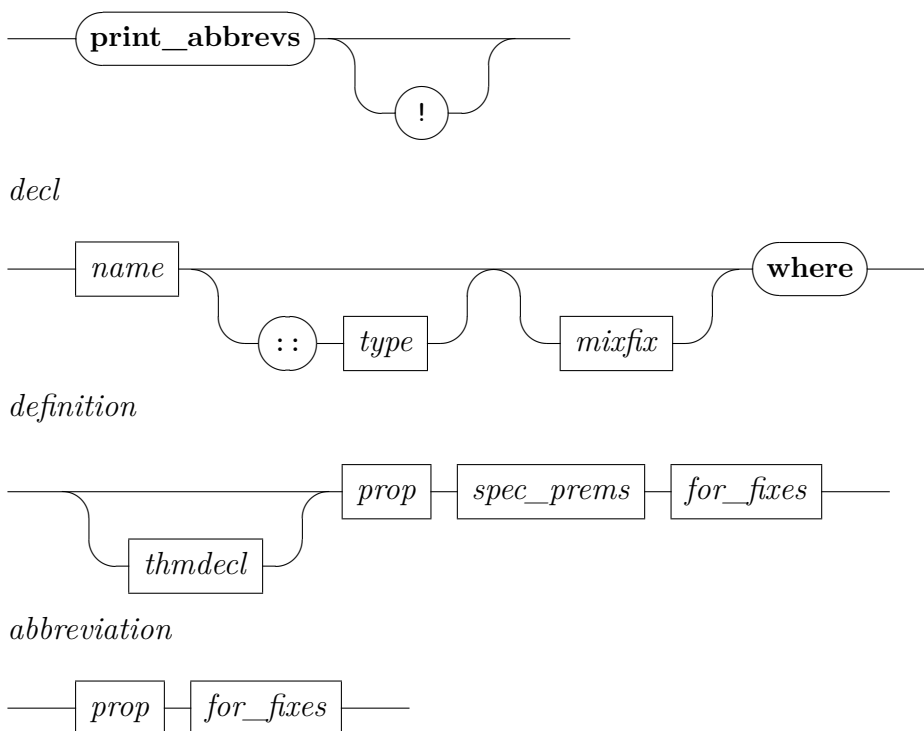 print_abbrevs
!
decl
name where
:: type mixfix
definition
prop spec_prems for_fixes
thmdecl
abbreviation
prop for_fixes